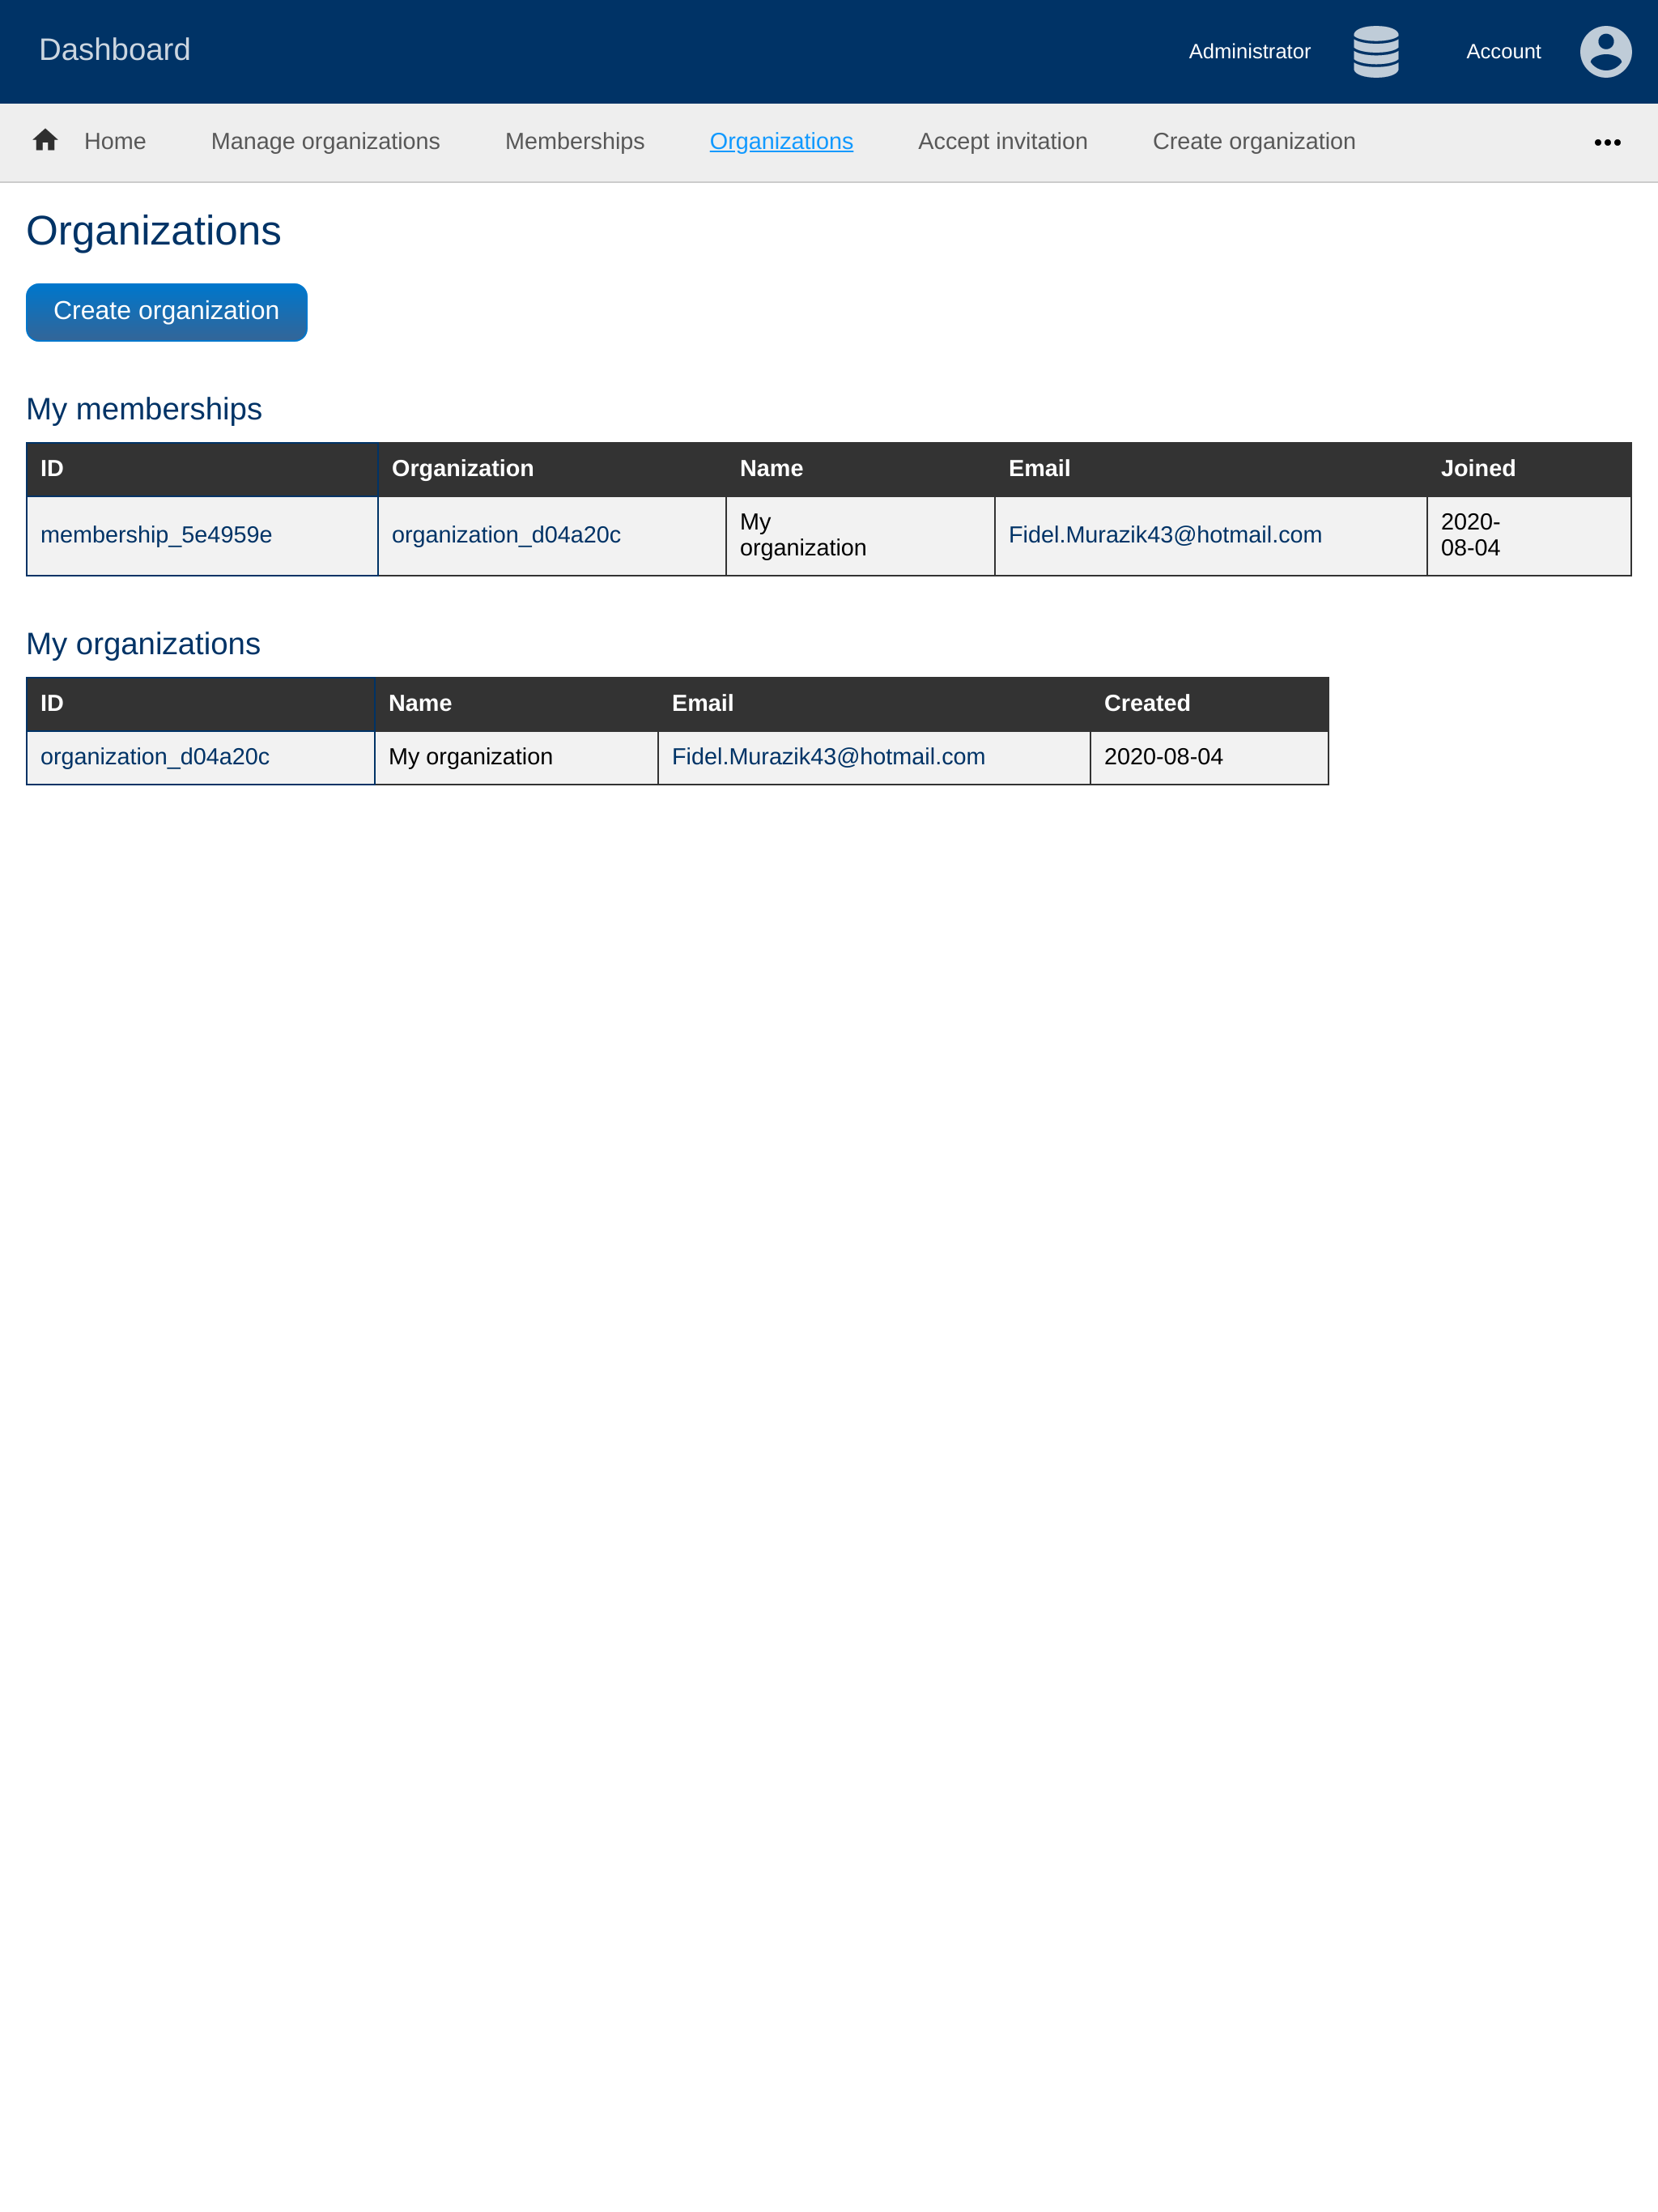 Dashboard Administrator Account
Home Manage organizations Memberships Organizations Accept invitation Create organization
Organizations
Create organization
My memberships
ID Organization Name Email Joined
membership_5e4959e organization_d04a20c My organization Fidel.Murazik43@hotmail.com 2020-08-04
My organizations
ID Name Email Created
organization_d04a20c My organization Fidel.Murazik43@hotmail.com 2020-08-04